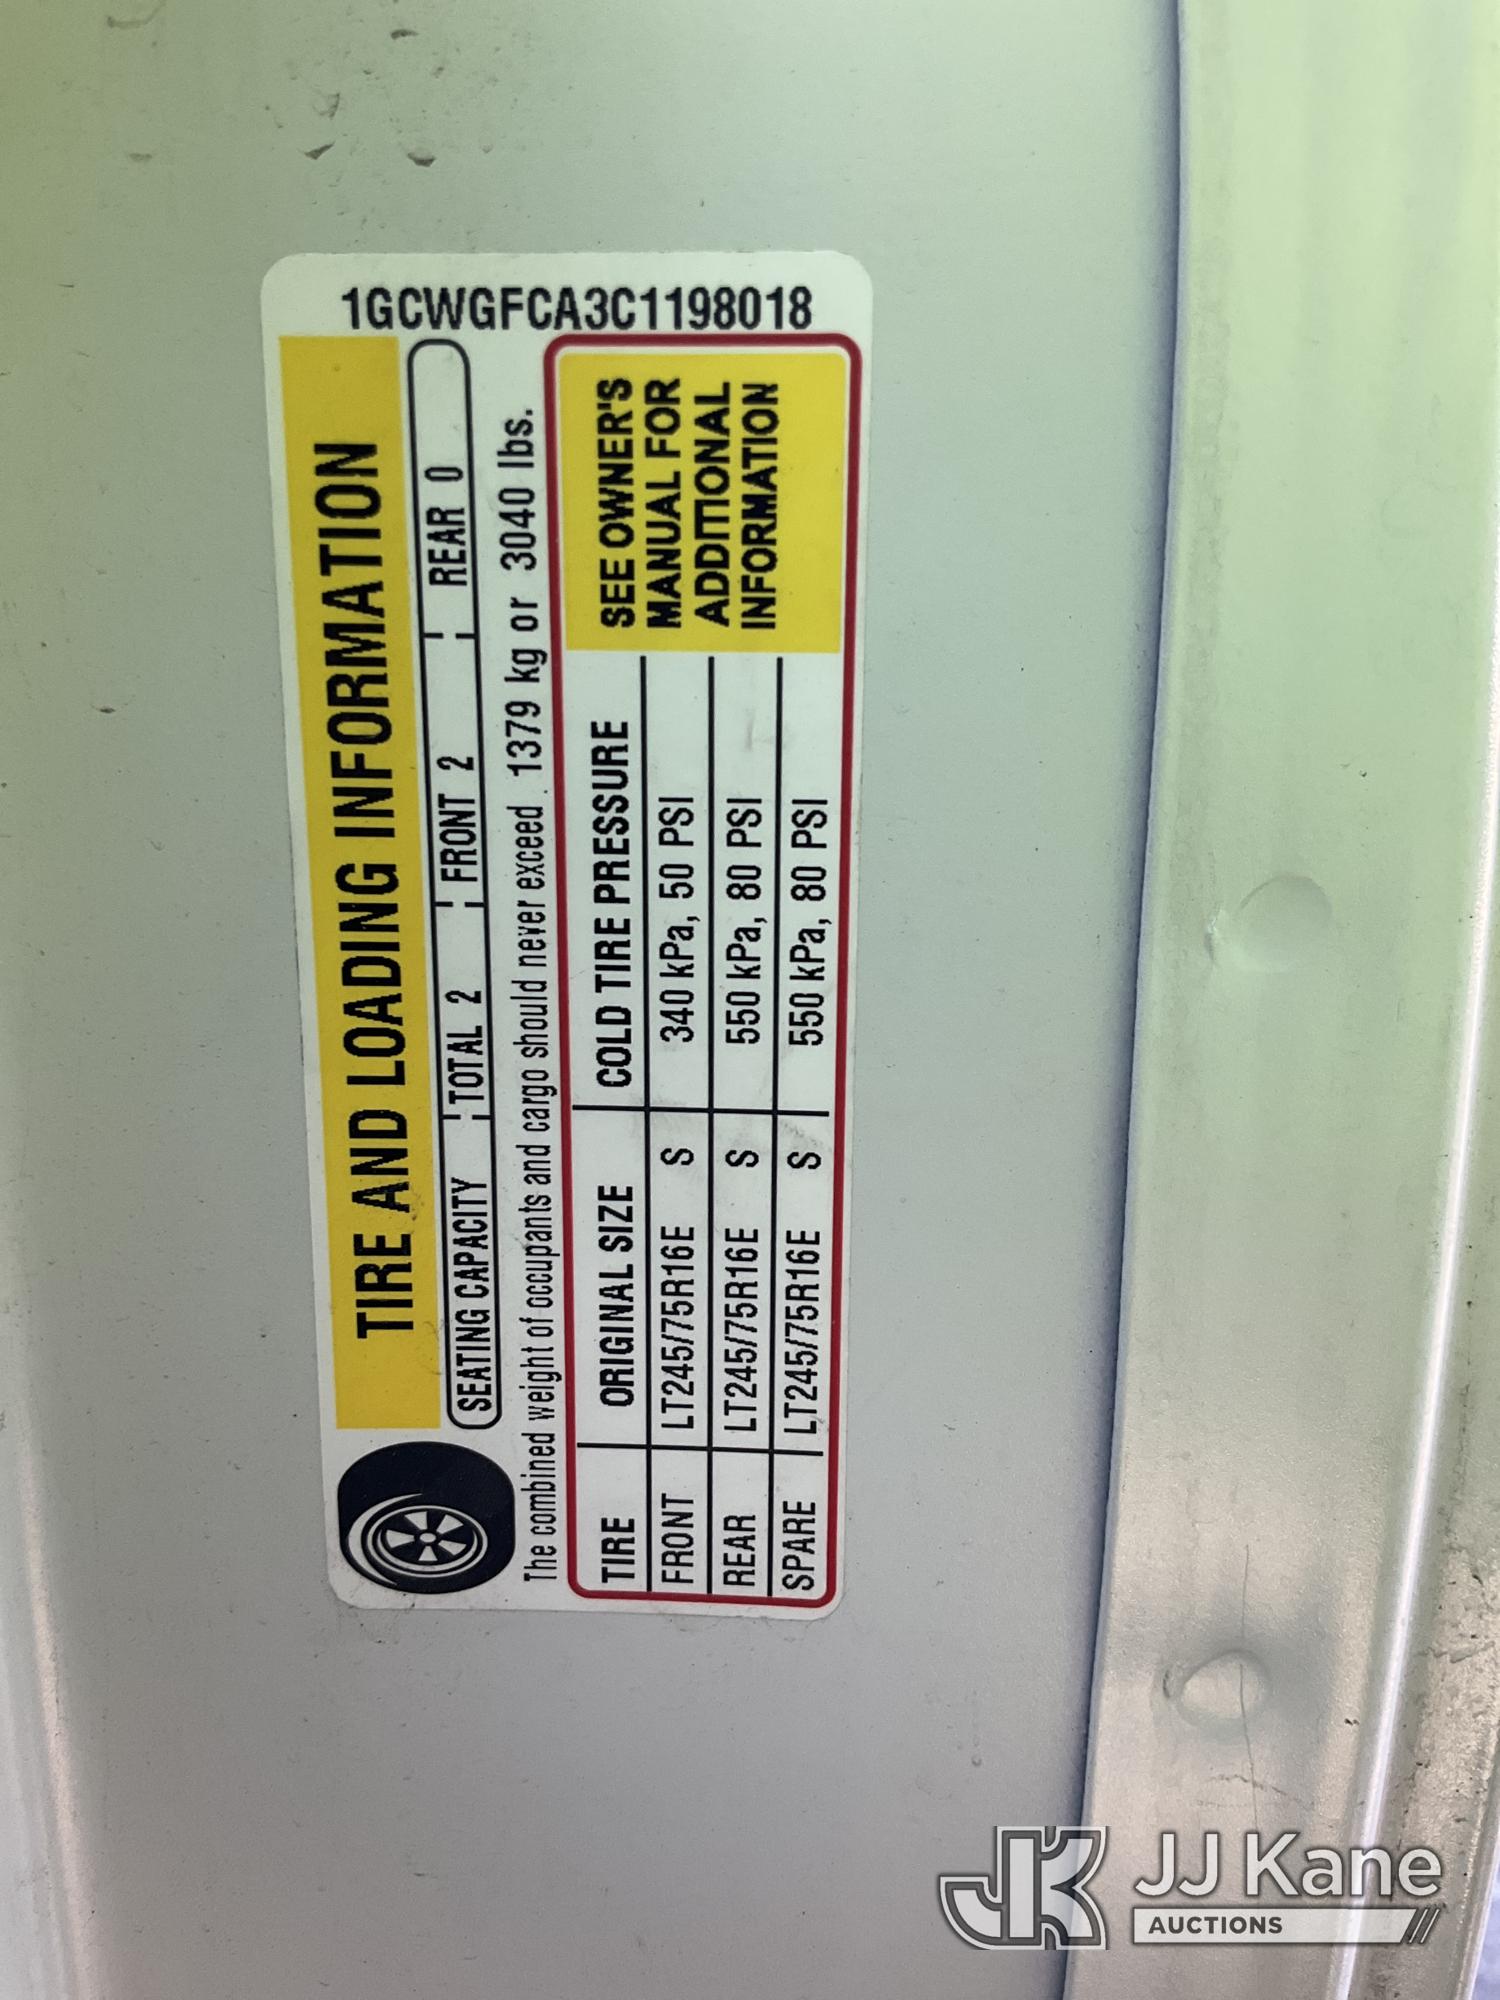 1GCWGFCA3C1198018
TIRE AND LOADING INFORMATION
SEATING CAPACITY TOTAL 2 FRONT 2 REAR 0
The combined weight of occupants and cargo should never exceed 1379 kg or 3040 lbs.
TIRE ORIGINAL SIZE COLD TIRE PRESSURE
FRONT LT245/75R16E S 340 kPa, 50 PSI
REAR LT245/75R16E S 550 kPa, 80 PSI
SPARE LT245/75R16E S 550 kPa, 80 PSI
SEE OWNER'S
MANUAL FOR
ADDITIONAL
INFORMATION
JK JJ Kane
AUCTIONS